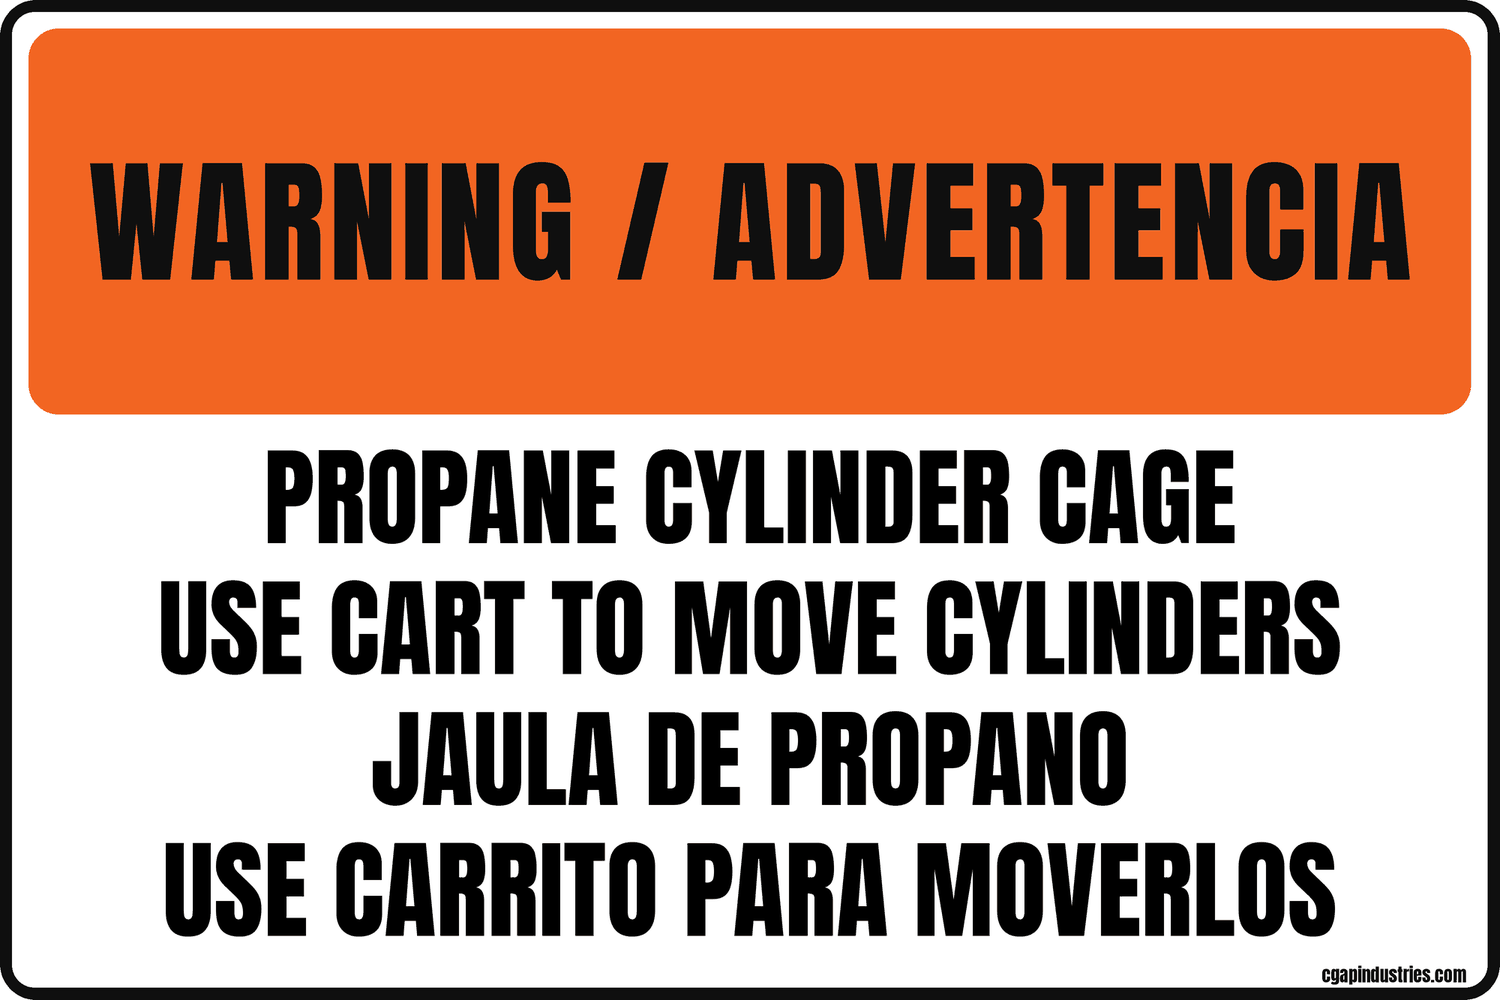 WARNING / ADVERTENCIA
PROPANE CYLINDER CAGE
USE CART TO MOVE CYLINDERS
JAULA DE PROPANO
USE CARRITO PARA MOVERLOS
cgapindustries.com